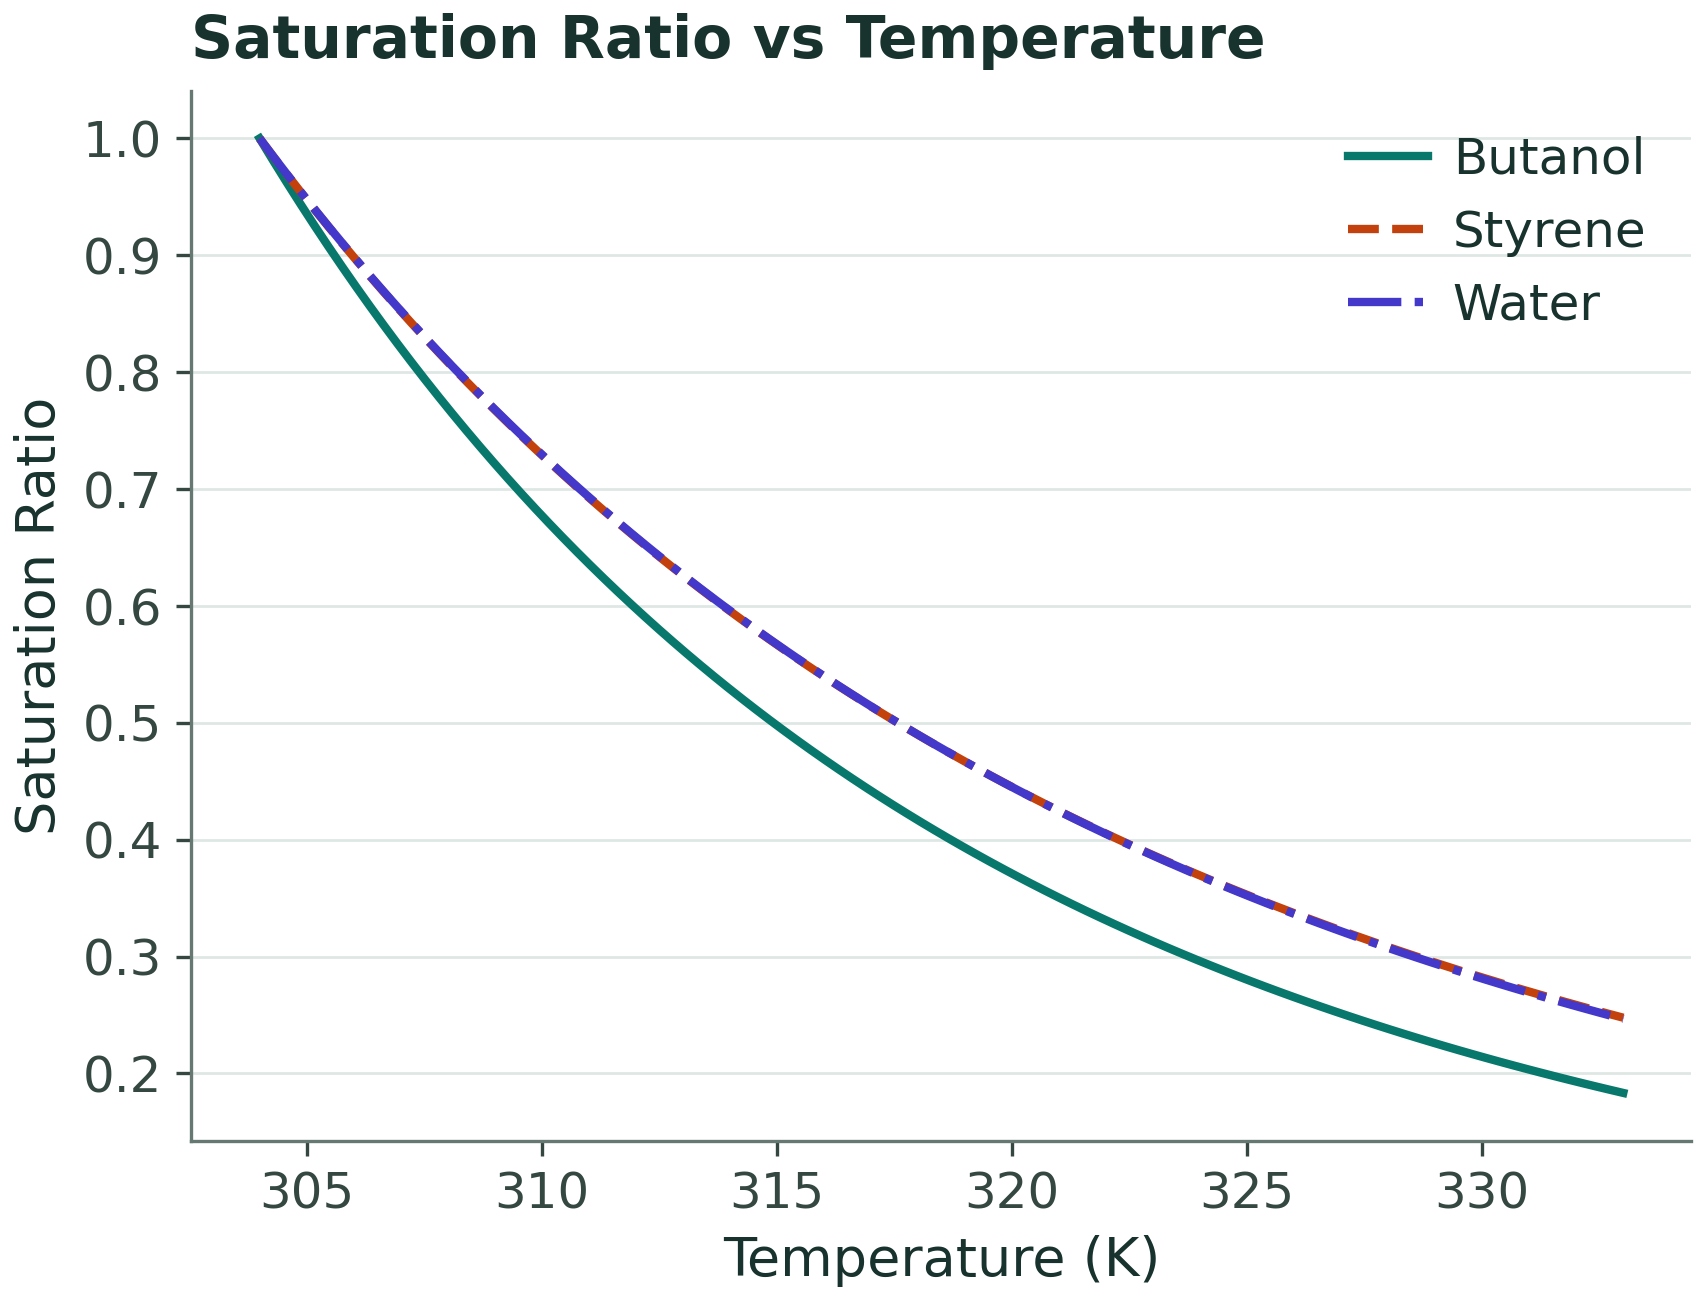 Saturation Ratio vs Temperature
Butanol
Styrene
Water
Saturation Ratio
1.0
0.9
0.8
0.7
0.6
0.5
0.4
0.3
0.2
305 310 315 320 325 330
Temperature (K)